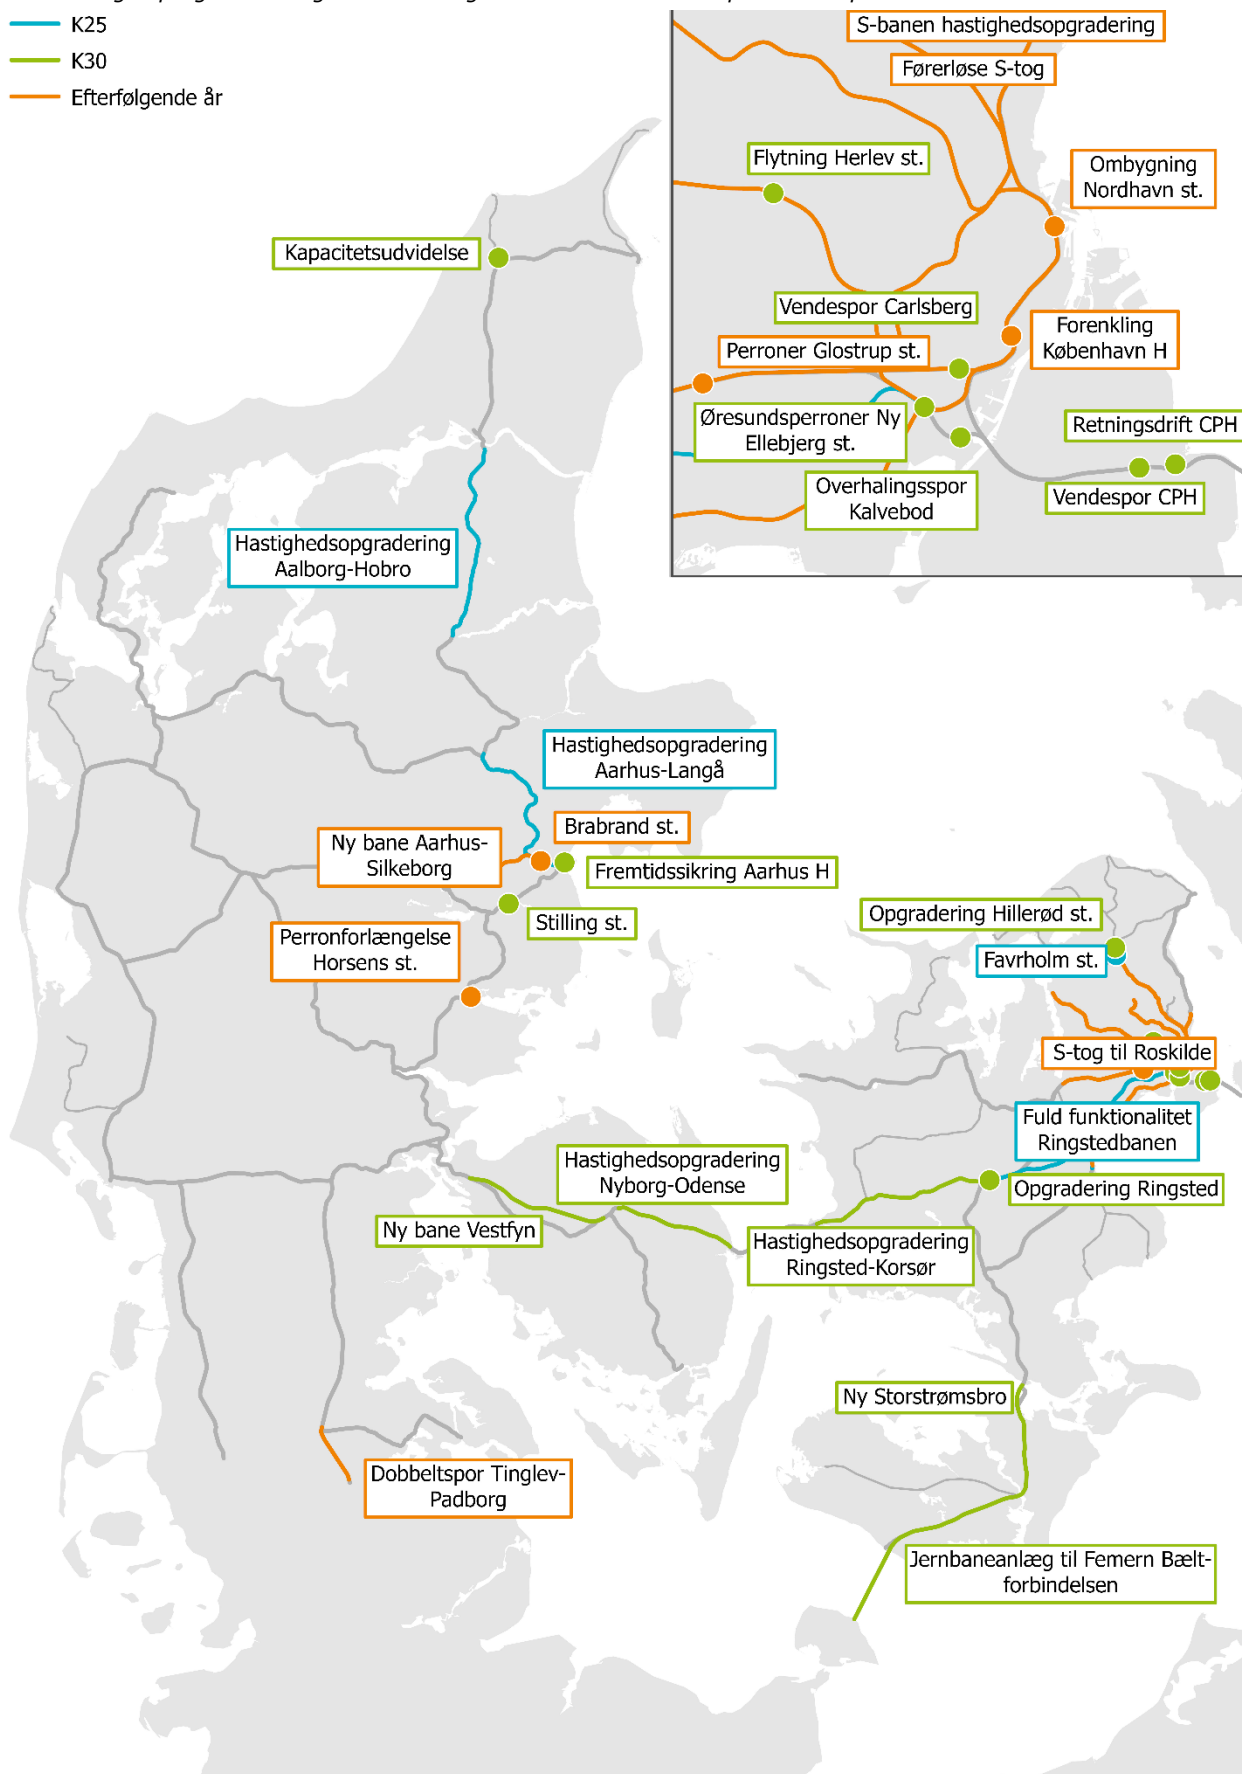 K25
K30
Efterfølgende år
S-banen hastighedsopgradering
Førerløse S-tog
Flytning Herlev st.
Ombygning
Nordhavn st.
Kapacitetsudvidelse
Vendespor Carlsberg
Forenkling
København H
Perroner Glostrup st.
Øresundsperroner Ny
Ellebjerg st.
Retningsdrift CPH
Overhalingsspor
Kalvebod
Vendespor CPH
Hastighedsopgradering
Aalborg-Hobro
Hastighedsopgradering
Aarhus-Langå
Brabrand st.
Ny bane Aarhus-
Silkeborg
Fremtidssikring Aarhus H
Stilling st.
Opgradering Hillerød st.
Perronforlængelse
Horsens st.
Favrholm st.
S-tog til Roskilde
Fuld funktionalitet
Ringstedbanen
Hastighedsopgradering
Nyborg-Odense
Opgradering Ringsted
Ny bane Vestfyn
Hastighedsopgradering
Ringsted-Korsør
Ny Storstrømsbro
Dobbeltspor Tinglev-
Padborg
Jernbaneanlæg til Femern Bælt-
forbindelsen